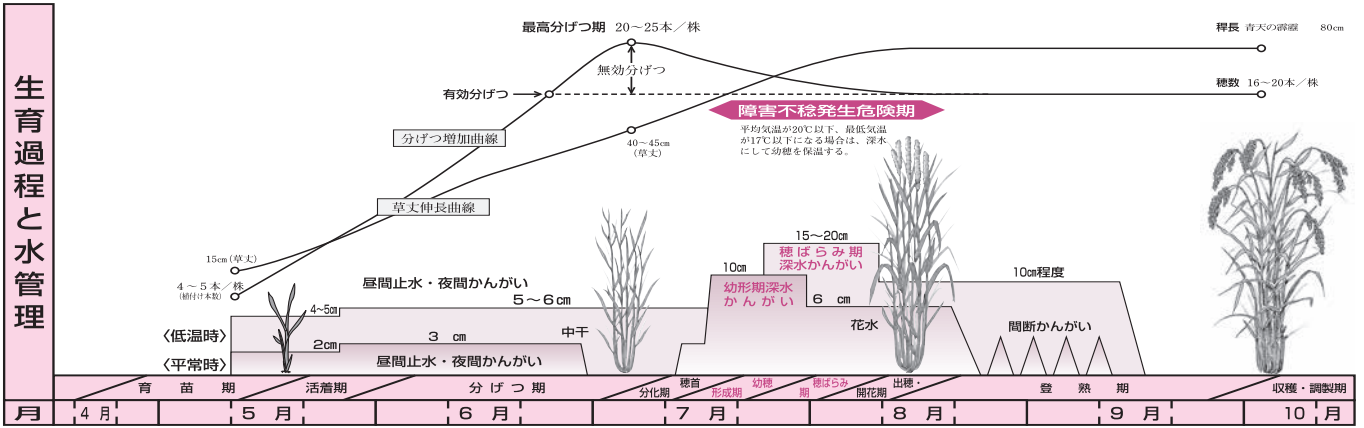 生育過程と水管理
最高分げつ期 20〜25本／株
稈長 青天の霹靂 80cm
無効分げつ
有効分げつ
穂数 16〜20本／株
障害不稔発生危険期
平均気温が20℃以下、最低気温
が17℃以下になる場合は、深水
にして幼穂を保温する。
分げつ増加曲線
40〜45cm
(草丈)
草丈伸長曲線
15cm(草丈)
4〜5本／株
(植付け本数)
15〜20cm
穂ばらみ期
深水かんがい
10cm
幼形期深水
かんがい
10cm程度
昼間止水・夜間かんがい
4~5cm
5〜6cm
6 cm
花水
間断かんがい
〈低温時〉
中干
3 cm
2cm
〈平常時〉
昼間止水・夜間かんがい
育苗期
活着期
分げつ期
穂首
分化期
幼穂
形成期
穂ばらみ
期
出穂・
開花期
登熟期
収穫・調製期
月
4月
5月
6月
7月
8月
9月
10月